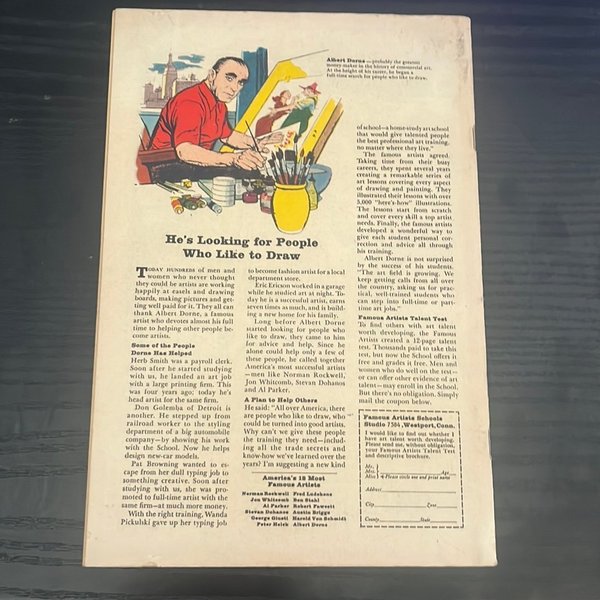 Albert Dorne—probably the greatest
money-maker in the history of commercial art.
At the height of his career, he began a
full time search for people who like to draw.
He's Looking for People
Who Like to Draw
TODAY HUNDREDS of men and
women who never thought
they could be artists are working
happily at easels and drawing
boards, making pictures and get-
ting well paid for it. They all can
thank Albert Dorne, a famous
artist who devotes almost his full
time to helping other people be-
come artists.
Some of the People
Dorne Has Helped
Herb Smith was a payroll clerk.
Soon after he started studying
with us, he landed an art job
with a large printing firm. This
was four years ago; today he's
head artist for the same firm.
Don Golemba of Detroit is
another. He stepped up from
railroad worker to the styling
department of a big automobile
company—by showing his work
with the School. Now he helps
design new-car models.
Pat Browning wanted to es-
cape from her dull typing job to
something creative. Soon after
studying with us, she was pro-
moted to full-time artist with the
same firm—at much more money.
With the right training, Wanda
Pickulski gave up her typing job
to become fashion artist for a local
department store.
Eric Ericson worked in a garage
while he studied art at night. To-
day he is a successful artist, earns
seven times as much, and is build-
ing a new home for his family.
Long before Albert Dorne
started looking for people who
like to draw, they came to him
for advice and help. Since he
alone could help only a few of
these people, he called together
America's most successful artists
—men like Norman Rockwell,
Jon Whitcomb, Stevan Dohanos
and Al Parker.
A Plan to Help Others
He said: "All over America, there
are people who like to draw, who
could be turned into good artists.
Why can't we give these people
the training they need—includ-
ing all the trade secrets and
know-how we've learned over the
years? I'm suggesting a new kind
America's 12 Most
Famous Artists
Norman Rockwell Fred Ludekens
Jon Whitcomb Ben Stahl
Al Parker Robert Fawcett
Stevan Dohanos Austin Briggs
George Giusti Harold Von Schmidt
Peter Helck Albert Dorne
of school—a home-study art school
that would give talented people
the best professional art training,
no matter where they live."
The famous artists agreed.
Taking time from their busy
careers, they spent several years
creating a remarkable series of
art lessons covering every aspect
of drawing and painting. They
illustrated their lessons with over
5,000 "here's-how" illustrations.
The lessons start from scratch
and cover every skill a top artist
needs. Finally, the famous artists
developed a wonderful way to
give each student personal cor-
rection and advice all through
his training.
Albert Dorne is not surprised
by the success of his students.
"The art field is growing. We
keep getting calls from all over
the country, asking us for prac-
tical, well-trained students who
can step into full-time or part-
time art jobs."
Famous Artists Talent Test
To find others with art talent
worth developing, the Famous
Artists created a 12-page talent
test. Thousands paid to take this
test, but now the School offers it
free and grades it free. Men and
women who do well on the test—
or can offer other evidence of art
talent—may enroll in the School.
But there's no obligation. Simply
mail the coupon below.
Famous Artists Schools
Studio 7504, Westport, Conn.
I would like to find out whether I
have art talent worth developing.
Please send me, without obligation,
your Famous Artists Talent Test
and descriptive brochure.
Mr.
Mrs. Age
Miss Please circle one and print name
Address
City Zone
County State